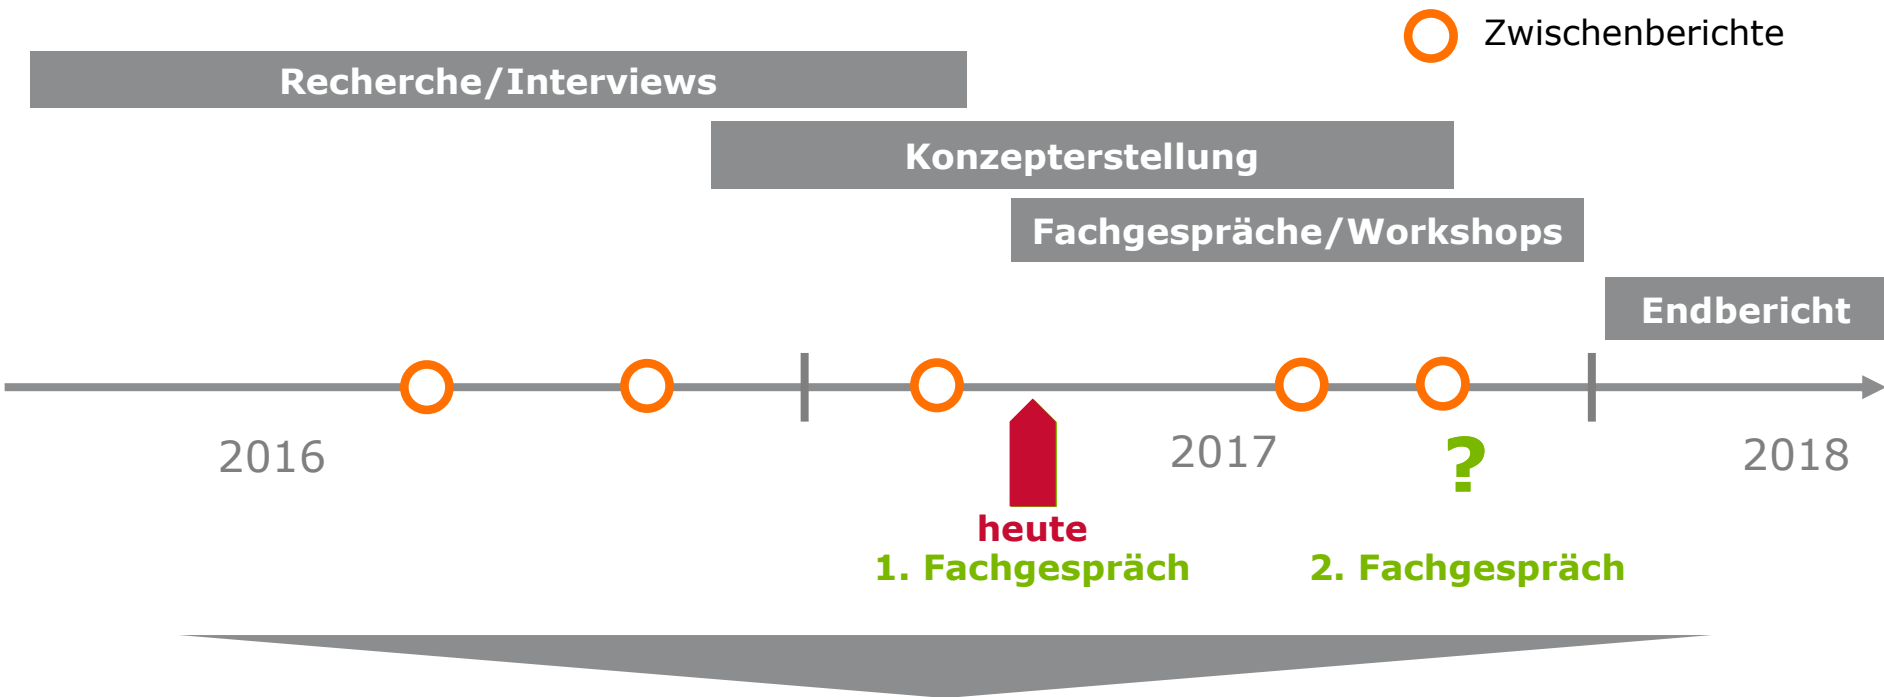 Zwischenberichte
Recherche/Interviews
Konzepterstellung
Fachgespräche/Workshops
Endbericht
2016
2017
?
2018
heute
1. Fachgespräch
2. Fachgespräch